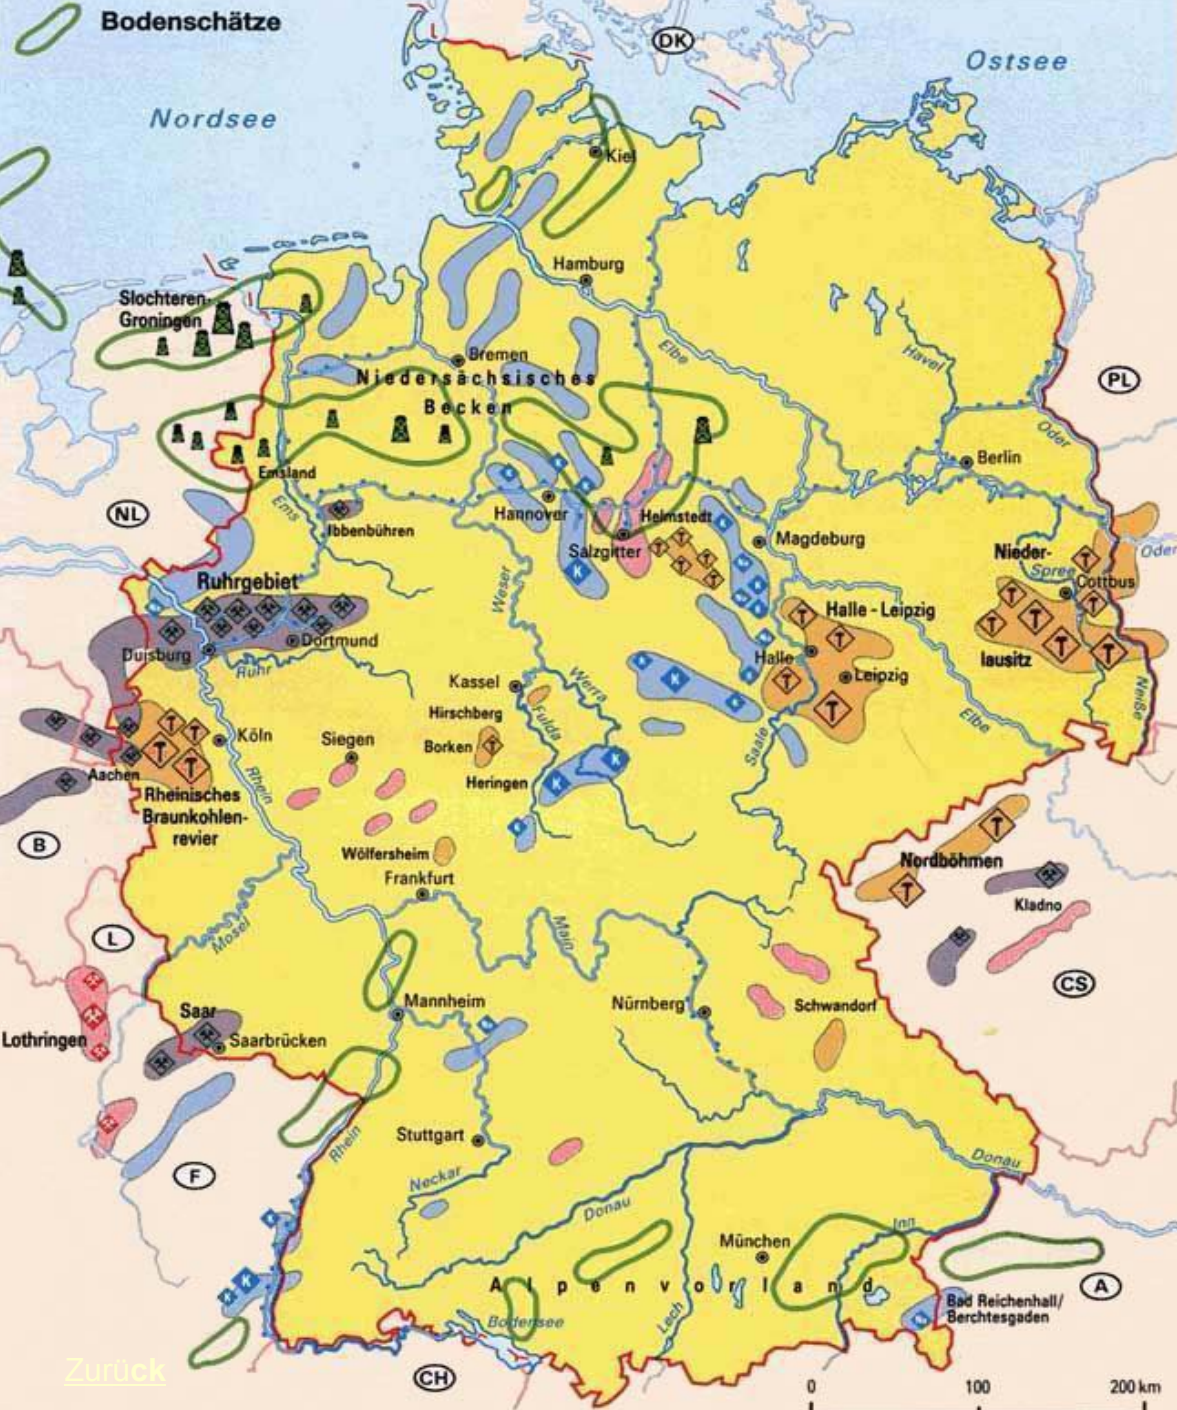 Bodenschätze
DK
Ostsee
Nordsee
Kiel
Hamburg
Slochteren-
Groningen
Elbe
Bremen
Havel
PL
Niedersächsisches
Becken
Oder
Berlin
Emsland
NL
Ems
Hannover
Helmstedt
Ibbenbühren
Salzgitter
Magdeburg
Nieder-
Spree
Oder
Cottbus
Ruhrgebiet
Weser
Halle - Leipzig
Duisburg
Dortmund
Ruhr
Halle
lausitz
Kassel
Werra
Leipzig
Neiße
Hirschberg
Fulda
Elbe
Köln
Siegen
Borken
Saale
Aachen
Rhein
Heringen
Rheinisches
Braunkohlen-
revier
B
Wölfersheim
Nordböhmen
Frankfurt
Kladno
L
Mosel
Main
CS
Saar
Mannheim
Nürnberg
Schwandorf
Lothringen
Saarbrücken
Stuttgart
Rhein
F
Neckar
Donau
Donau
Inn
München
Alpenvorland
A
Bad Reichenhall/
Berchtesgaden
Lech
Bodensee
Zurück
CH
0 100 200 km